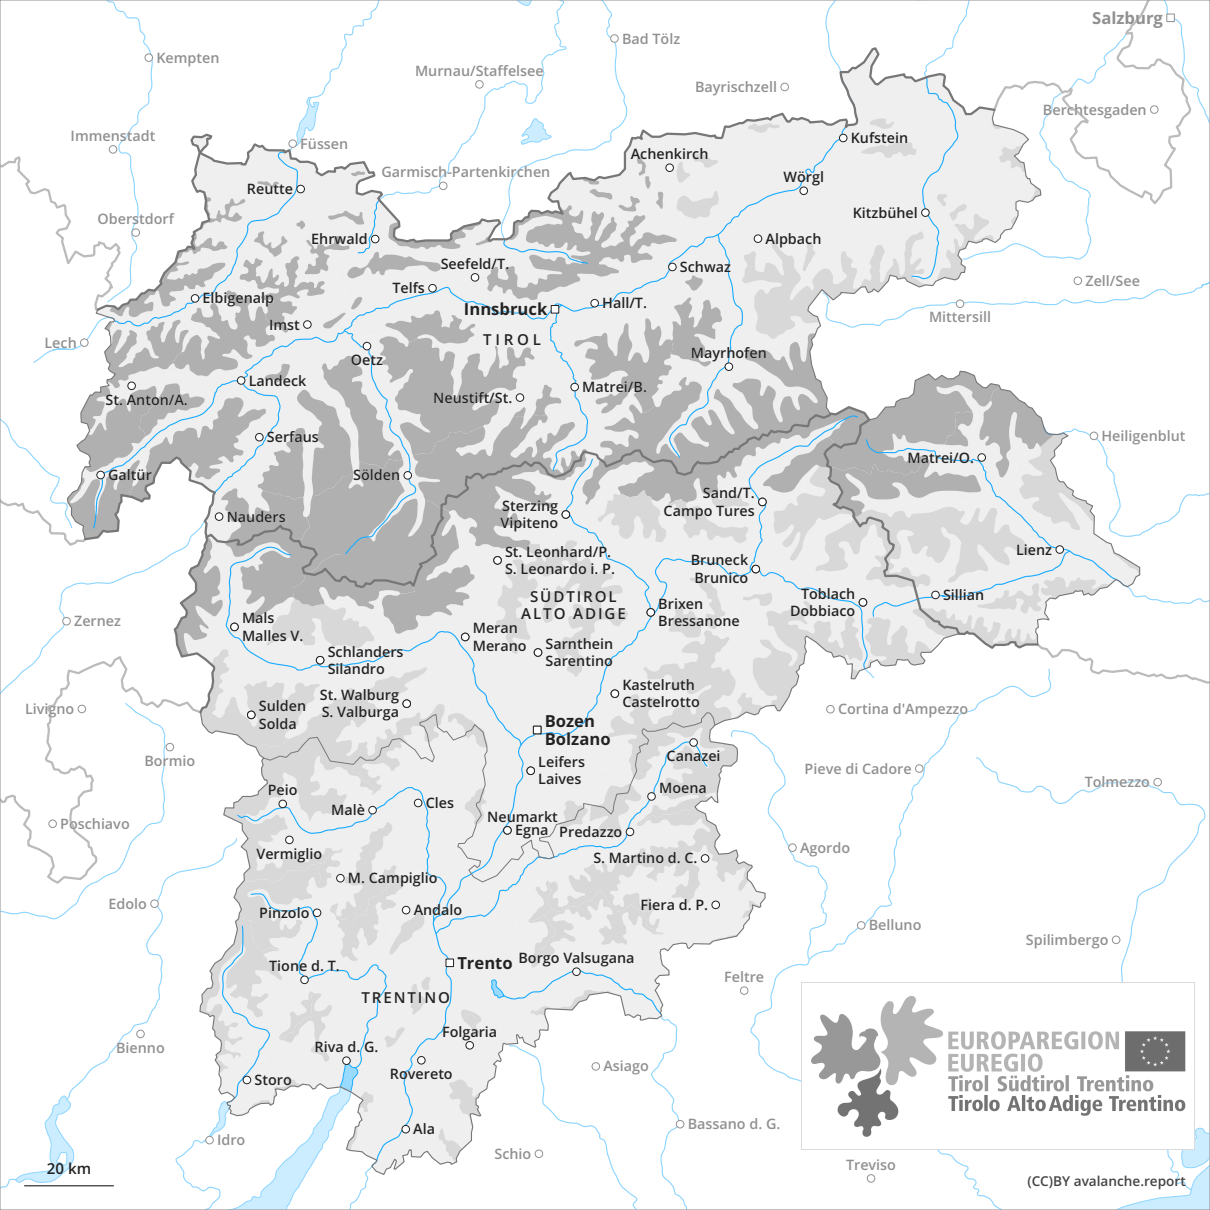 Salzburg
Bad Tölz
Kempten
Murnau/Staffelsee
Bayrischzell
Berchtesgaden
Immenstadt
Füssen
Kufstein
Achenkirch
Garmisch-Partenkirchen
Wörgl
Reutte
Oberstdorf
Kitzbühel
Ehrwald
Alpbach
Seefeld/T.
Schwaz
Zell/See
Telfs
Elbigenalp
Hall/T.
Innsbruck
Mittersill
Imst
TIROL
Lech
Mayrhofen
Oetz
Landeck
Matrei/B.
St. Anton/A.
Neustift/St.
Serfaus
Heiligenblut
Matrei/O.
Galtür
Sölden
Sand/T.
Campo Tures
Sterzing
Vipiteno
Nauders
St. Leonhard/P.
S. Leonardo i. P.
Lienz
Bruneck
Brunico
SÜDTIROL
ALTO ADIGE
Toblach
Dobbiaco
Sillian
Brixen
Bressanone
Zernez
Mals
Malles V.
Meran
Merano
Sarnthein
Sarentino
Schlanders
Silandro
Kastelruth
Castelrotto
St. Walburg
S. Valburga
Sulden
Solda
Livigno
Cortina d'Ampezzo
Bozen
Bolzano
Bormio
Canazei
Leifers
Laives
Pieve di Cadore
Tolmezzo
Peio
Moena
Malè
Cles
Neumarkt
Egna
Predazzo
Poschiavo
Vermiglio
Agordo
S. Martino d. C.
M. Campiglio
Edolo
Pinzolo
Andalo
Fiera d. P.
Belluno
Spilimbergo
Trento
Borgo Valsugana
Tione d. T.
Feltre
TRENTINO
Folgaria
Bienno
Riva d. G.
Rovereto
Asiago
Storo
EUROPAREGION
EUREGIO
Tirol Südtirol Trentino
Tirolo Alto Adige Trentino
Ala
Bassano d. G.
Idro
Schio
Treviso
20 km
(CC)BY avalanche.report